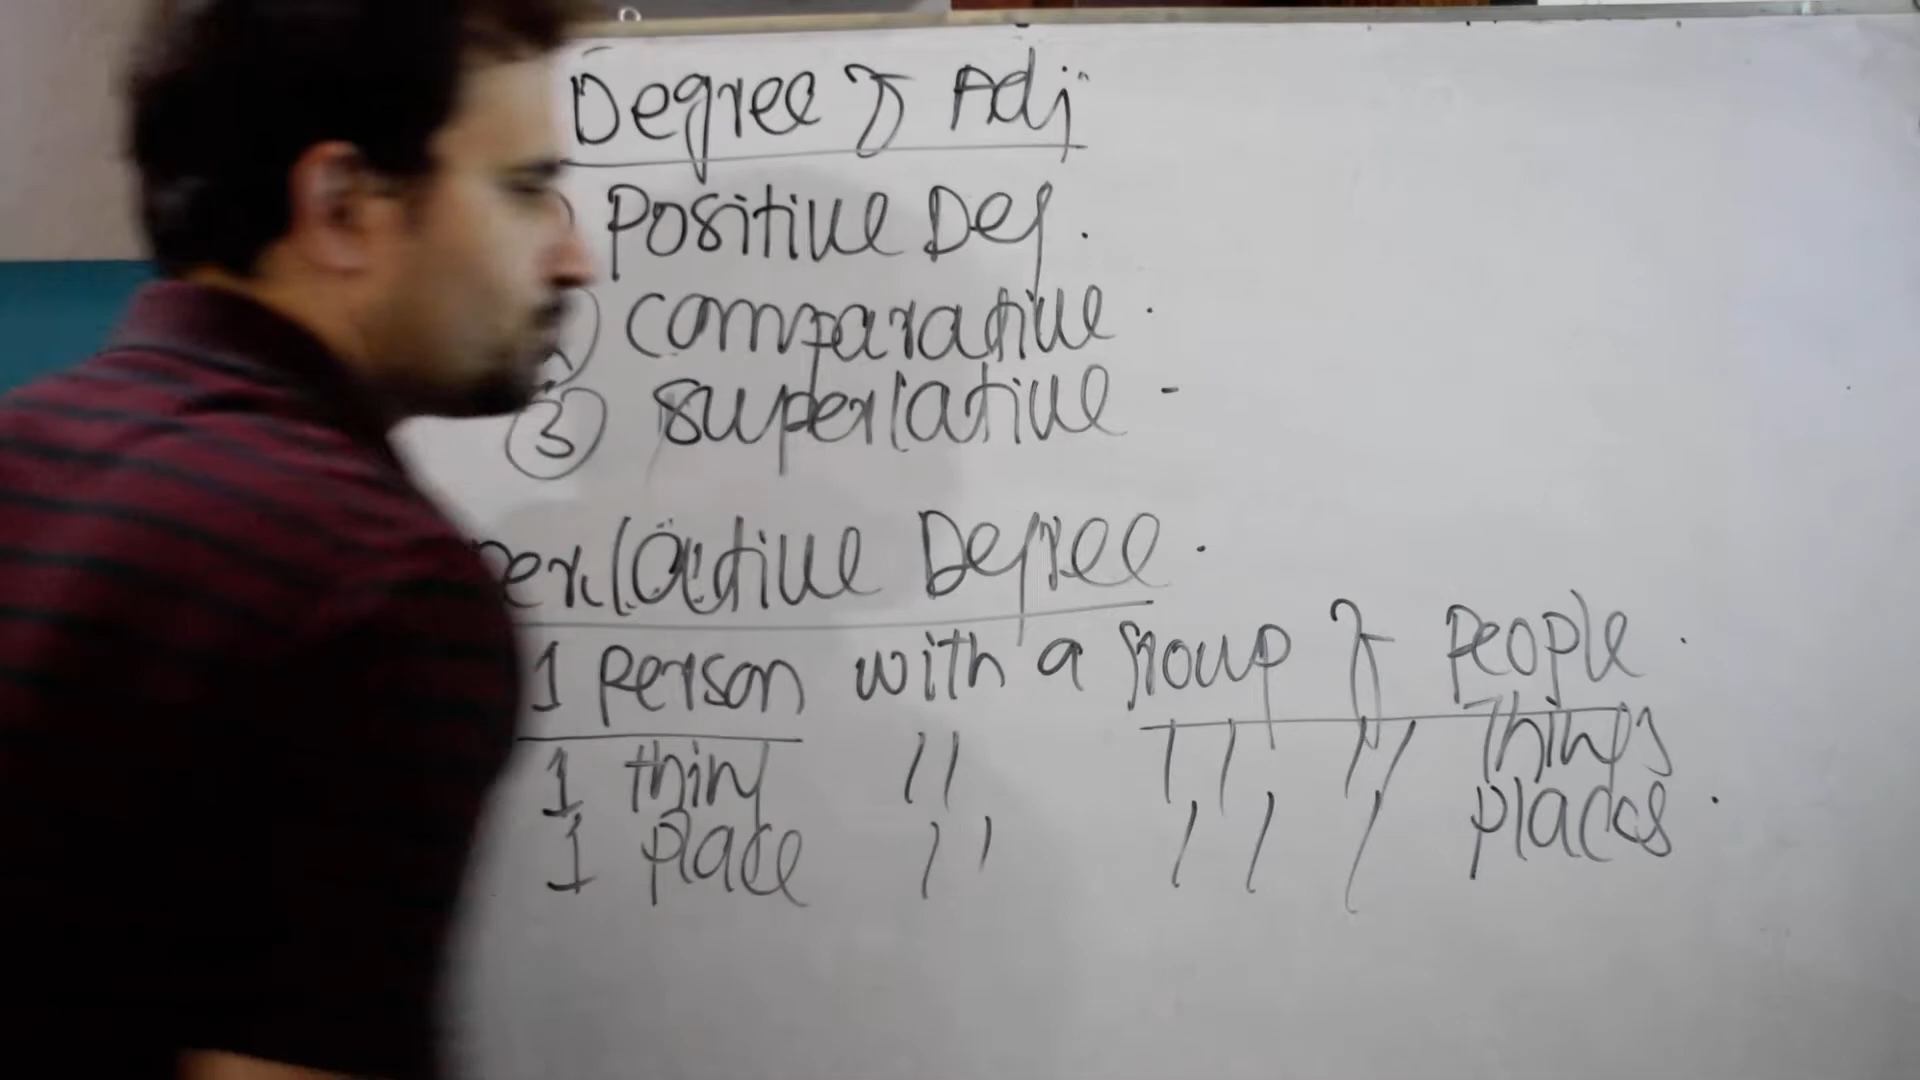 Degree of Adj
Positive Deg.
comparative.
③ superlative -
erlative Degree.
1 person with a group of people.
1 thing " " " things
1 place " " " places.